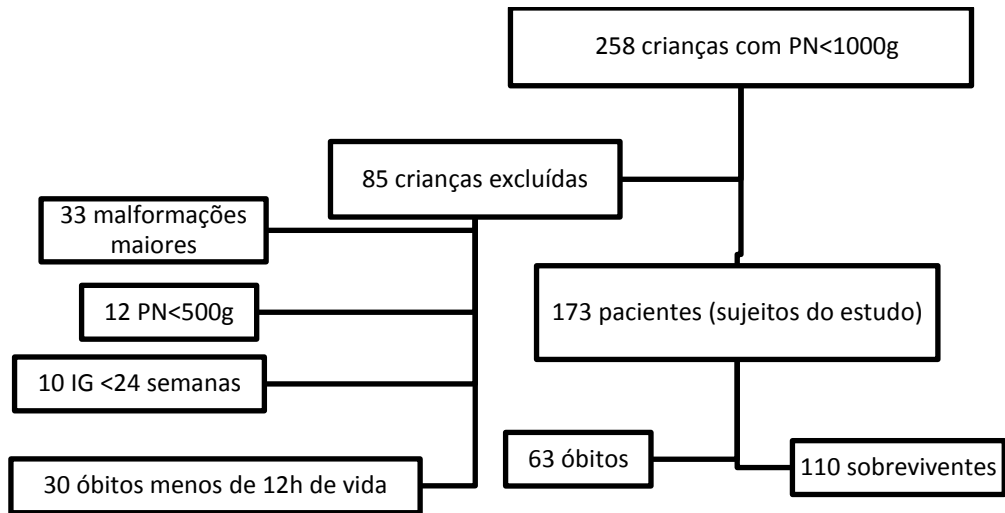 258 crianças com PN<1000g
85 crianças excluídas
33 malformações
maiores
12 PN<500g
173 pacientes (sujeitos do estudo)
10 IG <24 semanas
63 óbitos
110 sobreviventes
30 óbitos menos de 12h de vida